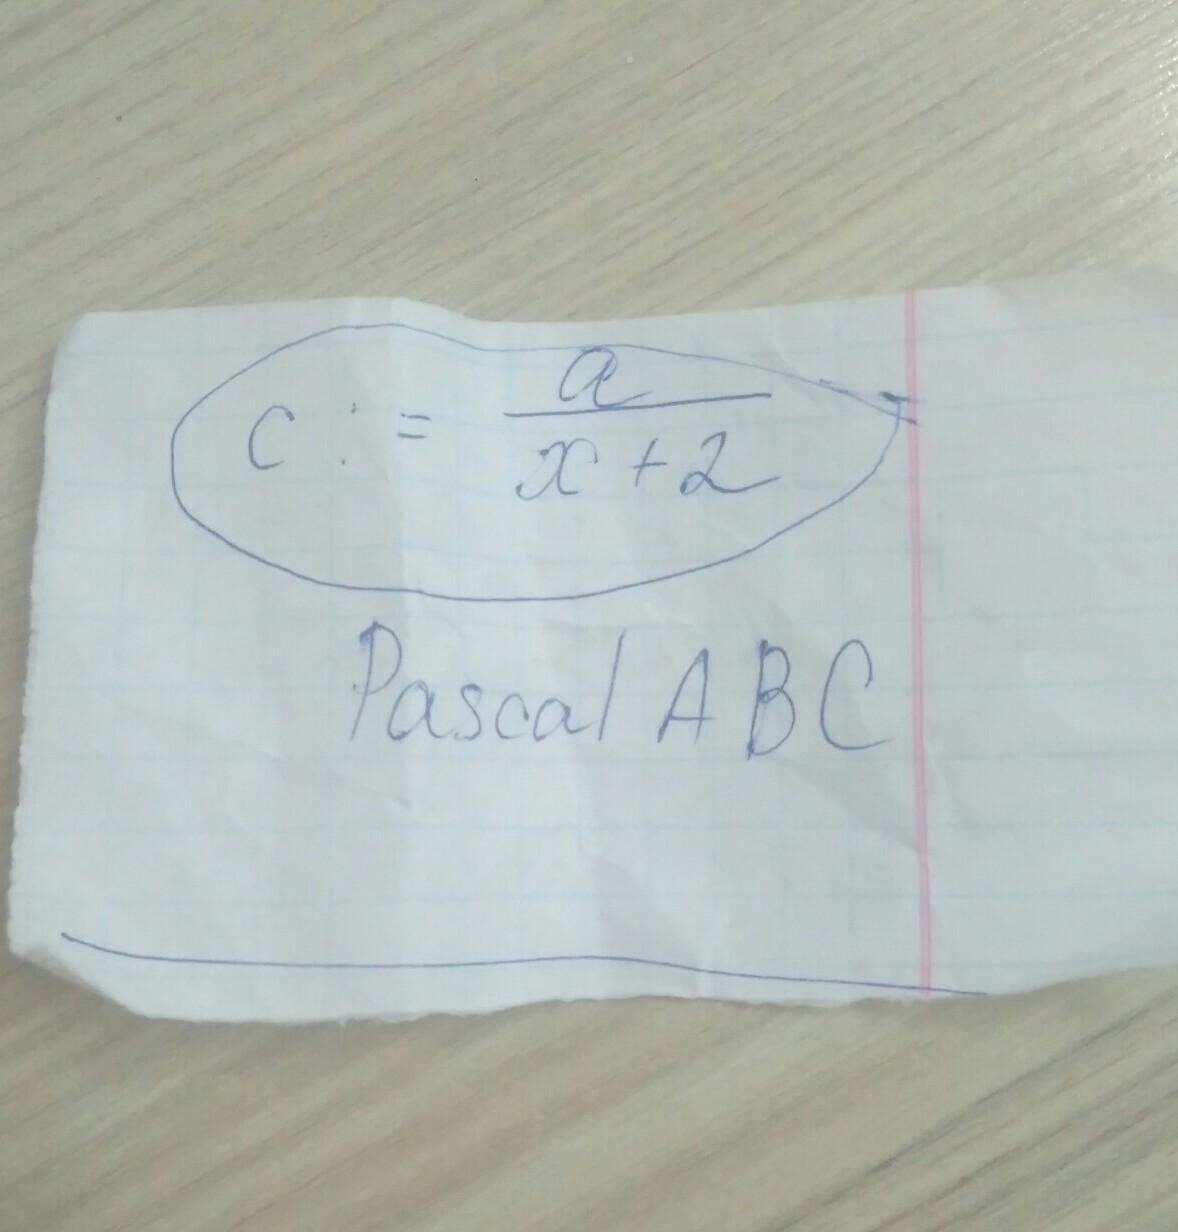 c := a / x + 2
Pascal ABC